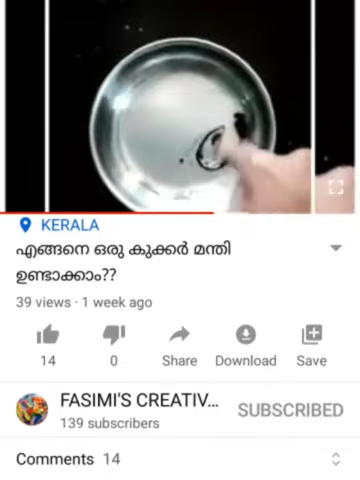 KERALA
എങ്ങനെ ഒരു കുക്കർ മന്തി
ഉണ്ടാക്കാം??
39 views · 1 week ago
14 0 Share Download Save
FASIMI'S CREATIV... SUBSCRIBED
139 subscribers
Comments 14